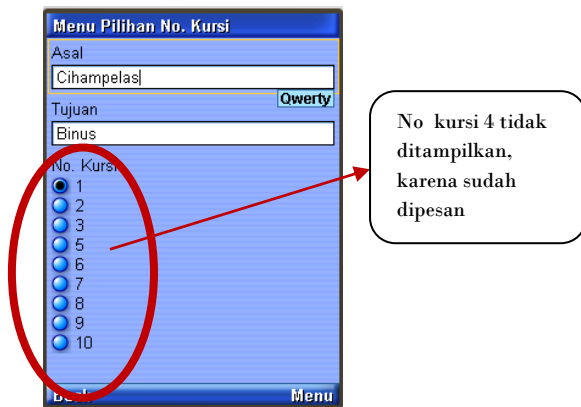 Menu Pilihan No. Kursi
Asal
Cihampelas
Qwerty
Tujuan
Binus
No. Kursi
1
2
3
5
6
7
8
9
10
Back Menu
No kursi 4 tidak
ditampilkan,
karena sudah
dipesan